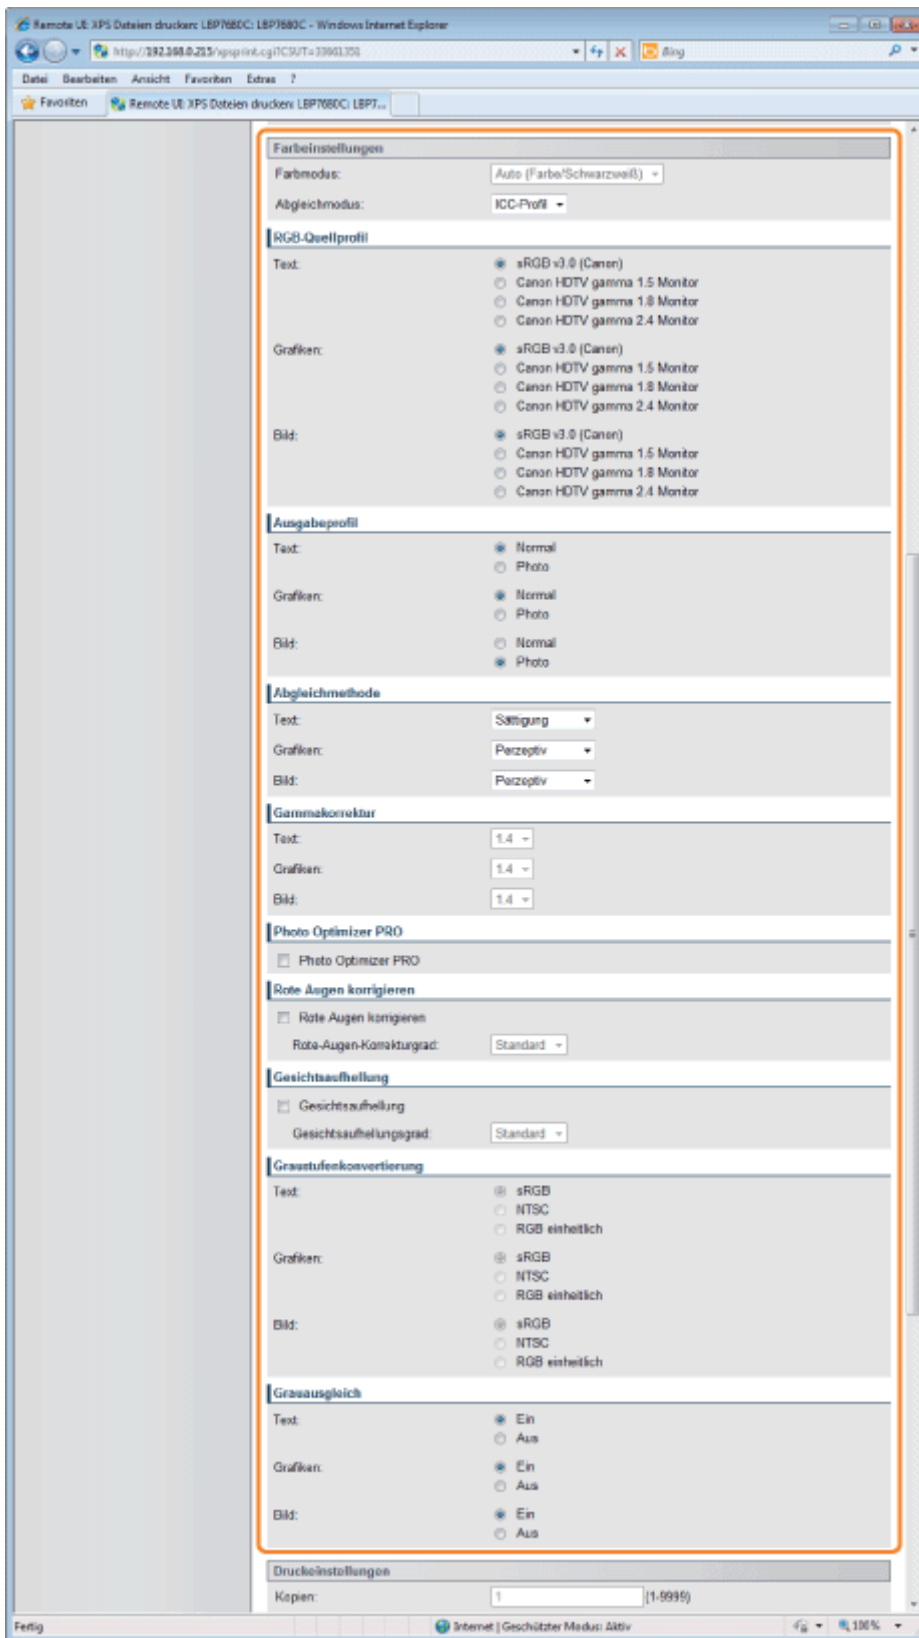 Remote UI: XPS Dateien drucken: LBP7680C: LBP7680C - Windows Internet Explorer
Bing
Datei Bearbeiten Ansicht Favoriten Extras ?
Favoriten Remote UI: XPS Dateien drucken: LBP7680C: LBP7...
Farbeinstellungen
Farbmodus: Auto (Farbe/Schwarzweiß)
Abgleichmodus: ICC-Profil
RGB-Quellprofil
Text: sRGB v3.0 (Canon)
Canon HDTV gamma 1.5 Monitor
Canon HDTV gamma 1.8 Monitor
Canon HDTV gamma 2.4 Monitor
Grafiken: sRGB v3.0 (Canon)
Canon HDTV gamma 1.5 Monitor
Canon HDTV gamma 1.8 Monitor
Canon HDTV gamma 2.4 Monitor
Bild: sRGB v3.0 (Canon)
Canon HDTV gamma 1.5 Monitor
Canon HDTV gamma 1.8 Monitor
Canon HDTV gamma 2.4 Monitor
Ausgabeprofil
Text: Normal
Photo
Grafiken: Normal
Photo
Bild: Normal
Photo
Abgleichmethode
Text: Sättigung
Grafiken: Perzeptiv
Bild: Perzeptiv
Gammakorrektur
Text: 1.4
Grafiken: 1.4
Bild: 1.4
Photo Optimizer PRO
Photo Optimizer PRO
Rote Augen korrigieren
Rote Augen korrigieren
Rote-Augen-Korrekturgrad: Standard
Gesichtsaufhellung
Gesichtsaufhellung
Gesichtsaufhellungsgrad: Standard
Graustufenkonvertierung
Text: sRGB
NTSC
RGB einheitlich
Grafiken: sRGB
NTSC
RGB einheitlich
Bild: sRGB
NTSC
RGB einheitlich
Grauausgleich
Text: Ein
Aus
Grafiken: Ein
Aus
Bild: Ein
Aus
Druckeinstellungen
Kopien: 1 (1-9999)
Fertig Internet | Geschützter Modus: Aktiv 100%